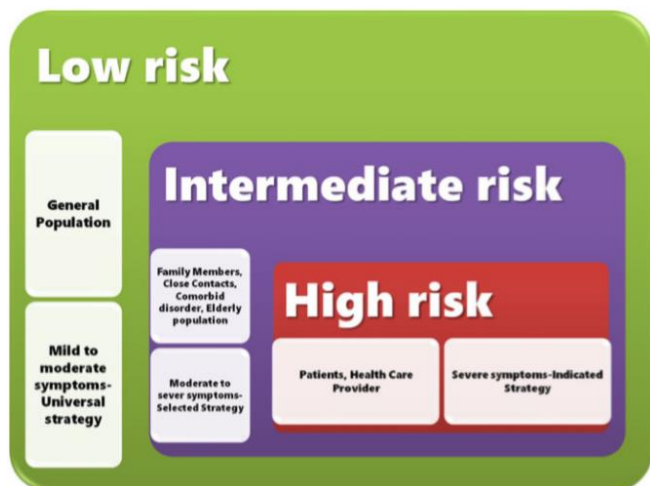 Low risk
General
Population
Mild to
moderate
symptoms-
Universal
strategy
Intermediate risk
Family Members,
Close Contacts,
Comorbid
disorder, Elderly
population
Moderate to
sever symptoms-
Selected Strategy
High risk
Patients, Health Care
Provider
Severe symptoms-Indicated
Strategy